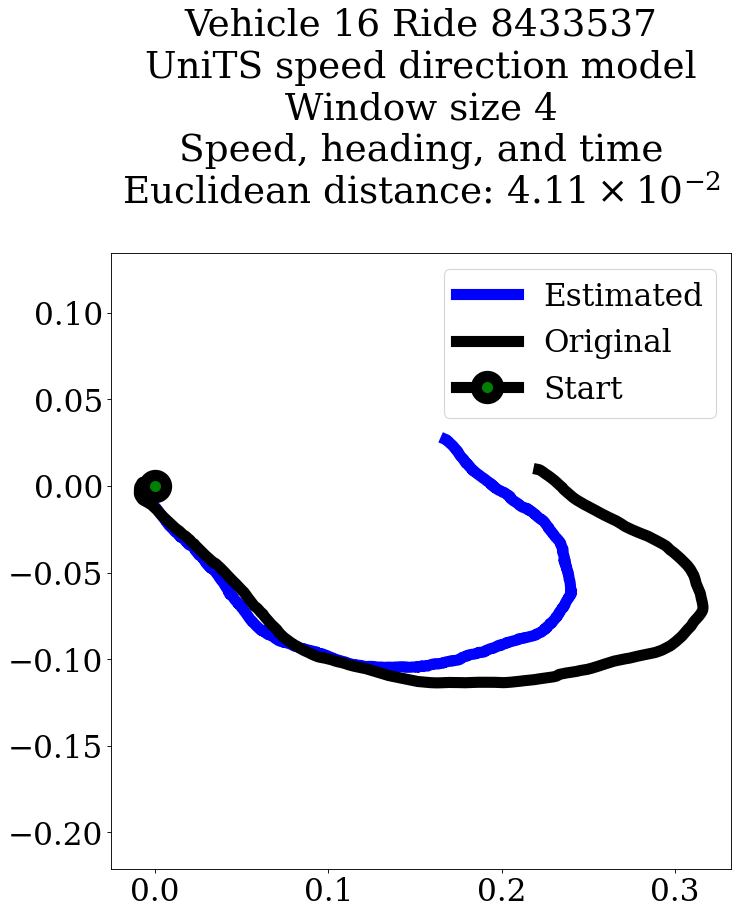 Vehicle 16 Ride 8433537
UniTS speed direction model
Window size 4
Speed, heading, and time
Euclidean distance: 4.11 × 10⁻²
Estimated
Original
Start
0.10
0.05
0.00
−0.05
−0.10
−0.15
−0.20
0.0 0.1 0.2 0.3